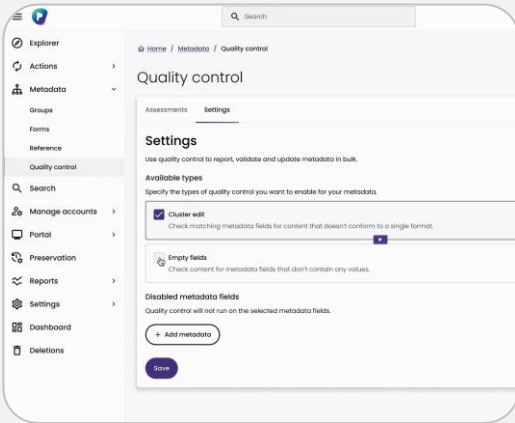 Search
Explorer
Actions
Metadata
Groups
Forms
Reference
Quality control
Search
Manage accounts
Portal
Preservation
Reports
Settings
Dashboard
Deletions
Home / Metadata / Quality control
Quality control
Assessments Settings
Settings
Use quality control to report, validate and update metadata in bulk.
Available types
Specify the types of quality control you want to enable for your metadata.
Cluster edit
Check matching metadata fields for content that doesn't conform to a single format.
Empty fields
Check content for metadata fields that don't contain any values.
Disabled metadata fields
Quality control will not run on the selected metadata fields.
+ Add metadata
Save